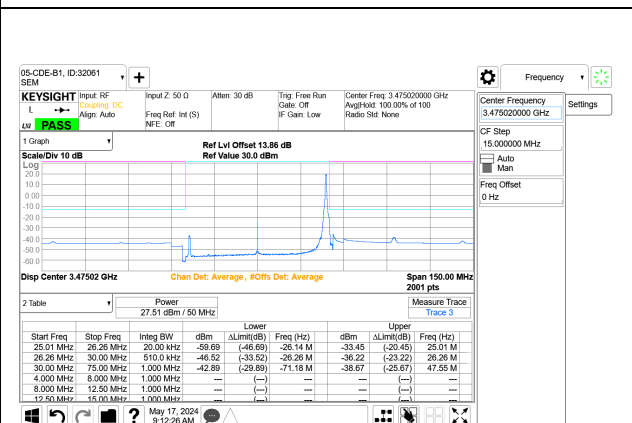 05-CDE-B1, ID:32061
SEM
Frequency
KEYSIGHT Input: RF Input Z: 50 Ω Atten: 30 dB Trig: Free Run Center Freq: 3.475020000 GHz
L Coupling: DC Gate: Off Avg|Hold: 100.00% of 100
Align: Auto Freq Ref: Int (S) IF Gain: Low Radio Std: None
LXI PASS NFE: Off
Center Frequency
3.475020000 GHz
Settings
CF Step
15.000000 MHz
Auto
Man
Freq Offset
0 Hz
1 Graph
Ref Lvl Offset 13.86 dB
Scale/Div 10 dB Ref Value 30.0 dBm
Log
20.0
10.0
0.00
-10.0
-20.0
-30.0
-40.0
-50.0
-60.0
Disp Center 3.47502 GHz Chan Det: Average , #Offs Det: Average Span 150.00 MHz
2001 pts
2 Table Power Measure Trace
27.51 dBm / 50 MHz Trace 3
Lower Upper
Start Freq Stop Freq Integ BW dBm ΔLimit(dB) Freq (Hz) dBm ΔLimit(dB) Freq (Hz)
25.01 MHz 26.26 MHz 20.00 kHz -59.69 (-46.69) -26.14 M -33.45 (-20.45) 25.01 M
26.26 MHz 30.00 MHz 510.0 kHz -46.52 (-33.52) -26.26 M -36.22 (-23.22) 26.26 M
30.00 MHz 75.00 MHz 1.000 MHz -42.89 (-29.89) -71.18 M -38.67 (-25.67) 47.55 M
4.000 MHz 8.000 MHz 1.000 MHz --- (---) --- --- (---) ---
8.000 MHz 12.50 MHz 1.000 MHz --- (---) --- --- (---) ---
12.50 MHz 15.00 MHz 1.000 MHz --- (---) --- --- (---) ---
May 17, 2024
9:12:26 AM